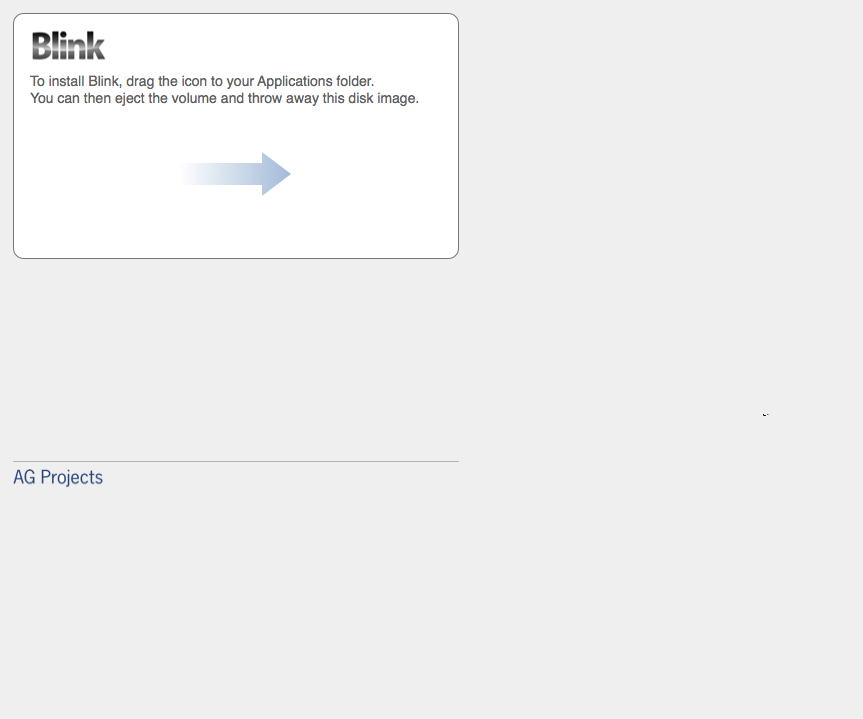 Blink
To install Blink, drag the icon to your Applications folder.
You can then eject the volume and throw away this disk image.
AG Projects